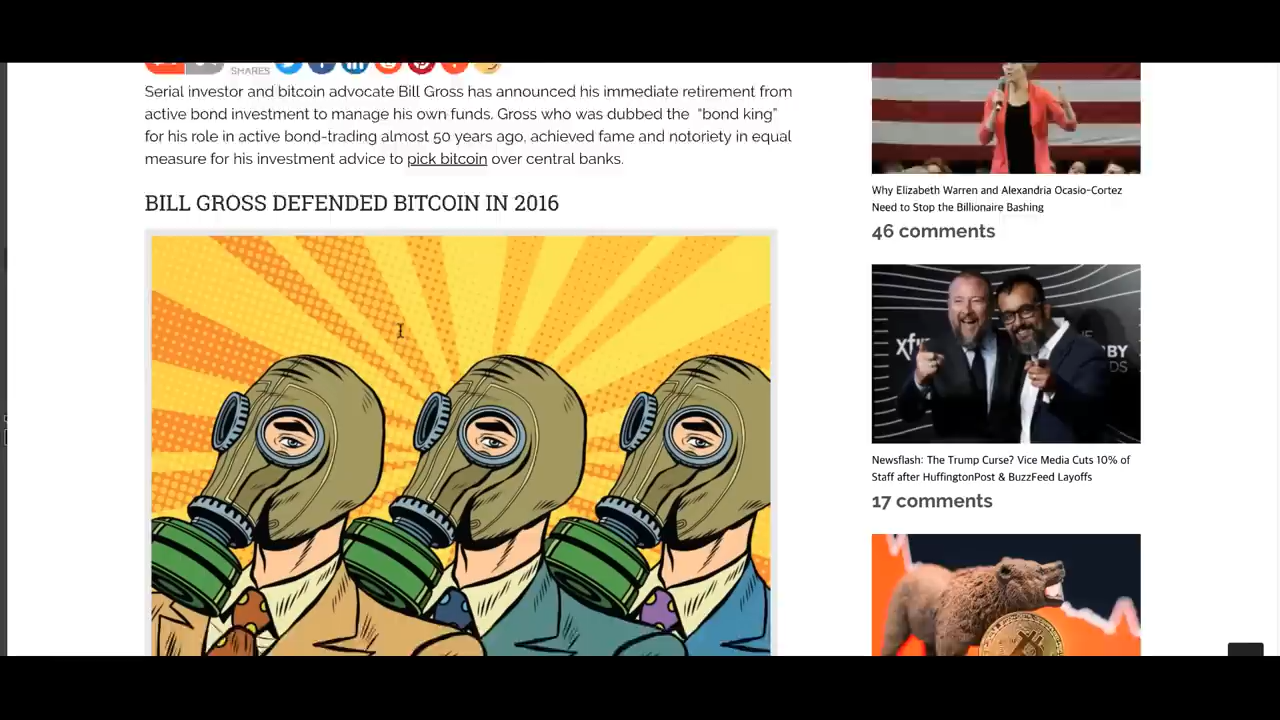 SHARES
Serial investor and bitcoin advocate Bill Gross has announced his immediate retirement from
active bond investment to manage his own funds. Gross who was dubbed the “bond king”
for his role in active bond-trading almost 50 years ago, achieved fame and notoriety in equal
measure for his investment advice to pick bitcoin over central banks.
BILL GROSS DEFENDED BITCOIN IN 2016
Why Elizabeth Warren and Alexandria Ocasio-Cortez
Need to Stop the Billionaire Bashing
46 comments
xfi
BY
DS
Newsflash: The Trump Curse? Vice Media Cuts 10% of
Staff after HuffingtonPost & BuzzFeed Layoffs
17 comments